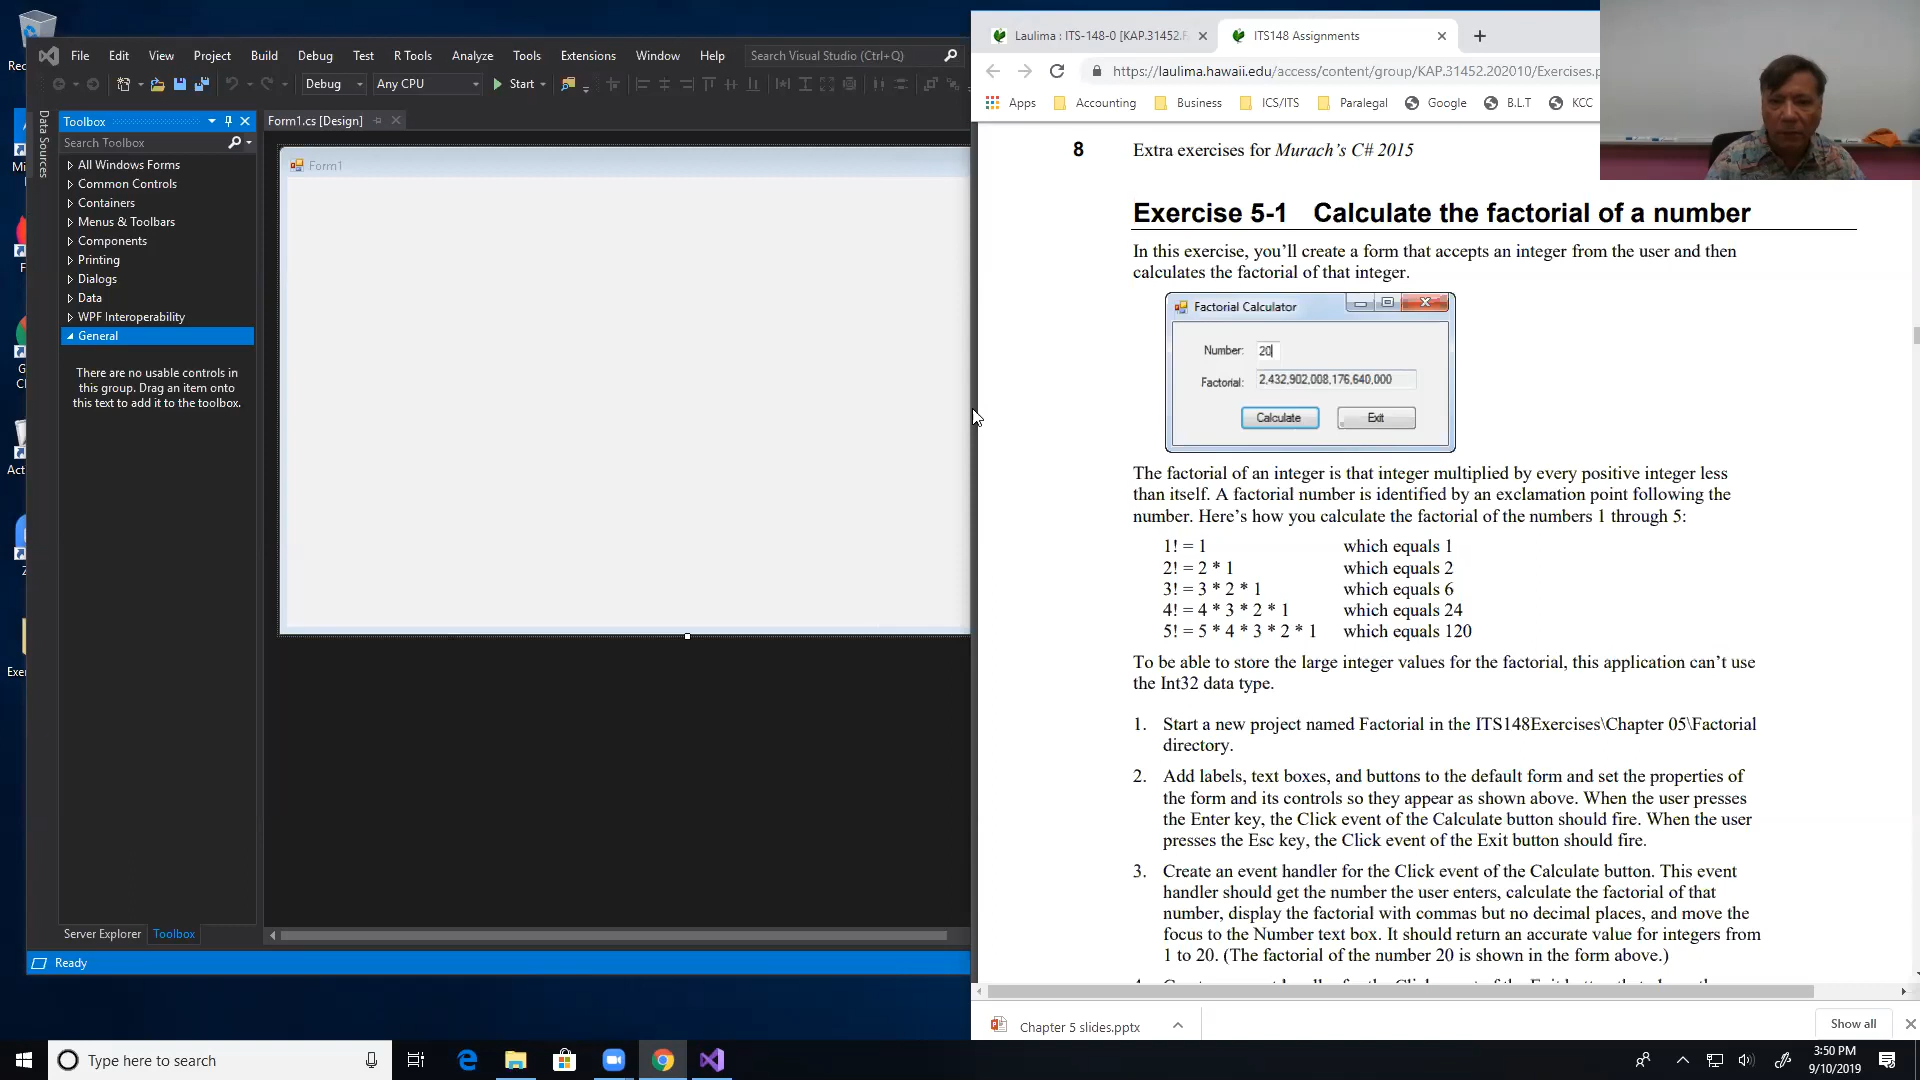 File Edit View Project Build Debug Test R Tools Analyze Tools Extensions Window Help Search Visual Studio (Ctrl+Q)
Debug Any CPU Start
Data Sources
Toolbox
Search Toolbox
All Windows Forms
Common Controls
Containers
Menus & Toolbars
Components
Printing
Dialogs
Data
WPF Interoperability
General
There are no usable controls in
this group. Drag an item onto
this text to add it to the toolbox.
Server Explorer Toolbox
Ready
Form1.cs [Design]
Form1
Laulima : ITS-148-0 [KAP.31452.F
ITS148 Assignments
https://laulima.hawaii.edu/access/content/group/KAP.31452.202010/Exercises.p
Apps Accounting Business ICS/ITS Paralegal Google B.L.T KCC
8 Extra exercises for Murach’s C# 2015
Exercise 5-1 Calculate the factorial of a number
In this exercise, you’ll create a form that accepts an integer from the user and then
calculates the factorial of that integer.
Factorial Calculator
Number: 20
Factorial: 2,432,902,008,176,640,000
Calculate Exit
The factorial of an integer is that integer multiplied by every positive integer less
than itself. A factorial number is identified by an exclamation point following the
number. Here’s how you calculate the factorial of the numbers 1 through 5:
1! = 1 which equals 1
2! = 2 * 1 which equals 2
3! = 3 * 2 * 1 which equals 6
4! = 4 * 3 * 2 * 1 which equals 24
5! = 5 * 4 * 3 * 2 * 1 which equals 120
To be able to store the large integer values for the factorial, this application can’t use
the Int32 data type.
1. Start a new project named Factorial in the ITS148Exercises\Chapter 05\Factorial
directory.
2. Add labels, text boxes, and buttons to the default form and set the properties of
the form and its controls so they appear as shown above. When the user presses
the Enter key, the Click event of the Calculate button should fire. When the user
presses the Esc key, the Click event of the Exit button should fire.
3. Create an event handler for the Click event of the Calculate button. This event
handler should get the number the user enters, calculate the factorial of that
number, display the factorial with commas but no decimal places, and move the
focus to the Number text box. It should return an accurate value for integers from
1 to 20. (The factorial of the number 20 is shown in the form above.)
Chapter 5 slides.pptx
Show all
Type here to search
3:50 PM
9/10/2019